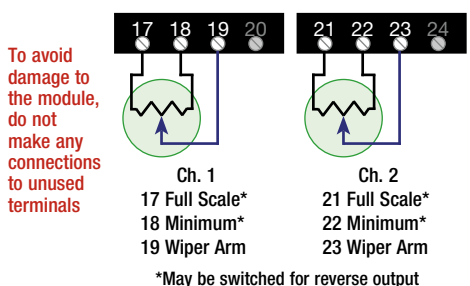 17 18 19 20
21 22 23 24
To avoid
damage to
the module,
do not
make any
connections
to unused
terminals
Ch. 1
17 Full Scale*
18 Minimum*
19 Wiper Arm
Ch. 2
21 Full Scale*
22 Minimum*
23 Wiper Arm
*May be switched for reverse output